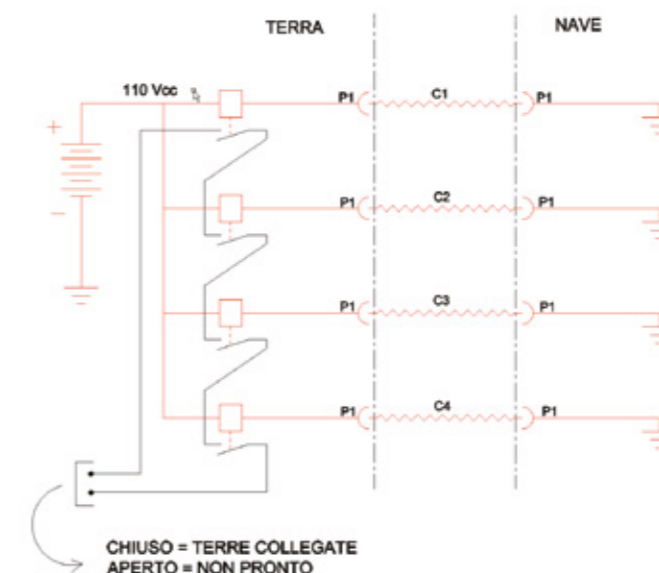 TERRA NAVE
110 Vcc P1 C1 P1
+
−
P1 C2 P1
P1 C3 P1
P1 C4 P1
CHIUSO = TERRE COLLEGATE
APERTO = NON PRONTO